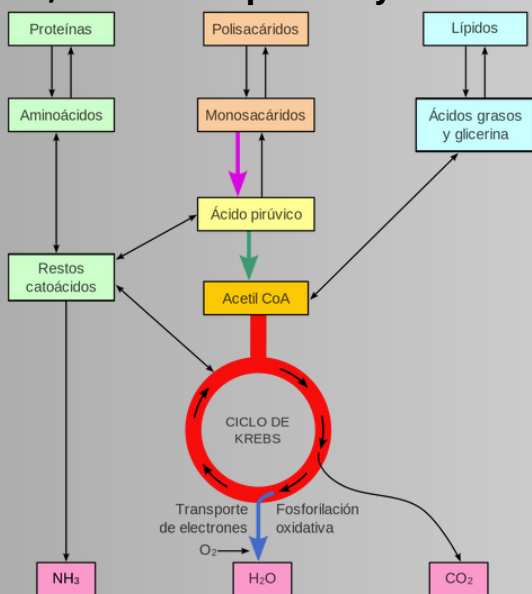 Proteínas
Polisacáridos
Lípidos
Aminoácidos
Monosacáridos
Ácidos grasos
y glicerina
Ácido pirúvico
Restos
catoácidos
Acetil CoA
CICLO DE
KREBS
Transporte
de electrones
Fosforilación
oxidativa
O₂
NH₃
H₂O
CO₂